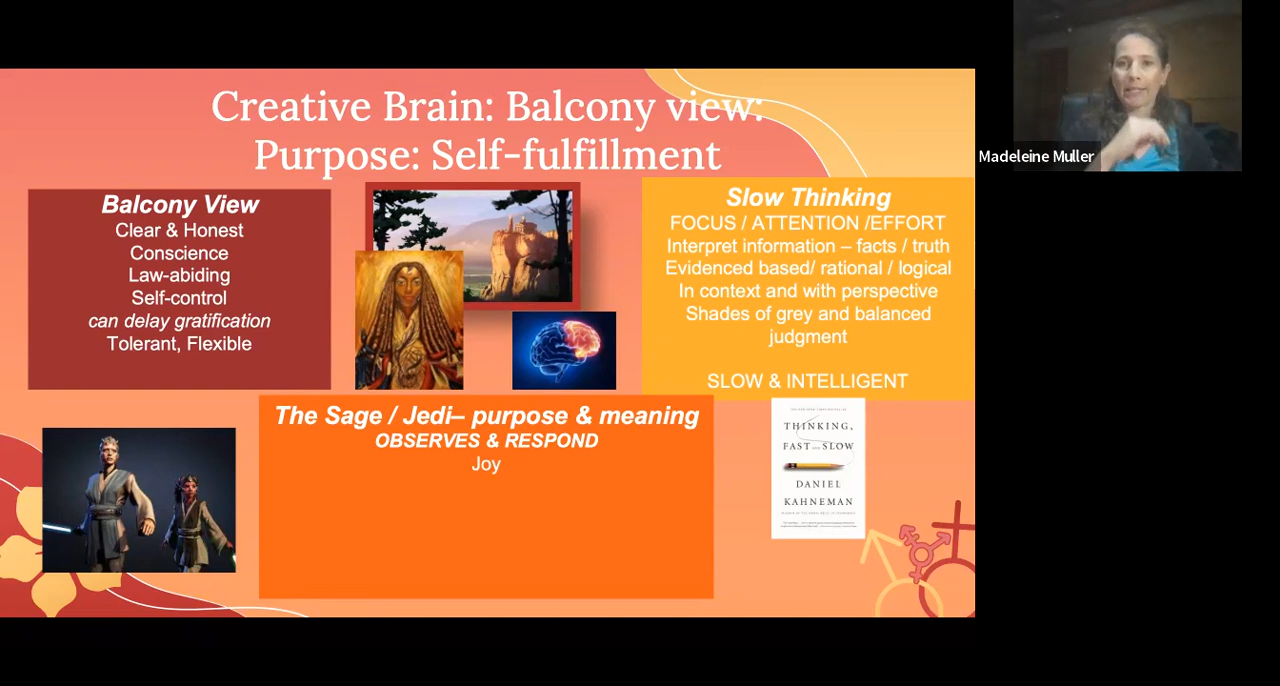 Creative Brain: Balcony view:
Purpose: Self-fulfillment
Madeleine Muller
Balcony View
Clear & Honest
Conscience
Law-abiding
Self-control
can delay gratification
Tolerant, Flexible
Slow Thinking
FOCUS / ATTENTION /EFFORT
Interpret information – facts / truth
Evidenced based/ rational / logical
In context and with perspective
Shades of grey and balanced
judgment
SLOW & INTELLIGENT
The Sage / Jedi– purpose & meaning
OBSERVES & RESPOND
Joy
THINKING,
FAST AND SLOW
DANIEL
KAHNEMAN